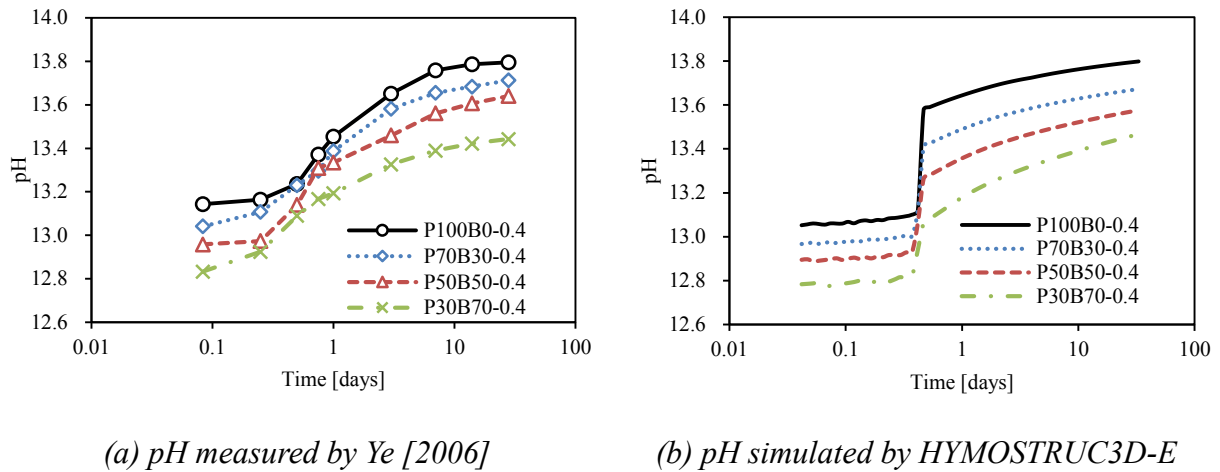 14.0
13.8
13.6
13.4
13.2
13.0
12.8
12.6
pH
0.01 0.1 1 10 100
Time [days]
P100B0-0.4
P70B30-0.4
P50B50-0.4
P30B70-0.4
(a) pH measured by Ye [2006]
14.0
13.8
13.6
13.4
13.2
13.0
12.8
12.6
pH
0.01 0.1 1 10 100
Time [days]
P100B0-0.4
P70B30-0.4
P50B50-0.4
P30B70-0.4
(b) pH simulated by HYMOSTRUC3D-E